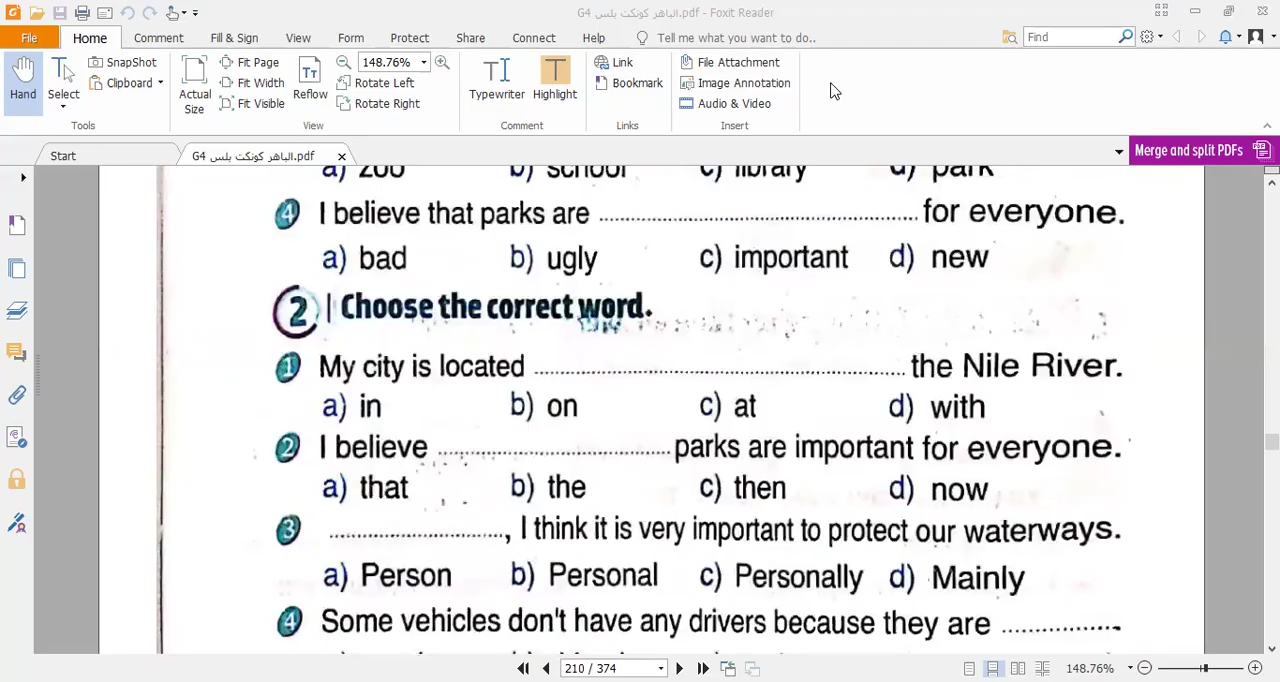 G4 الباهر كونكت بلس.pdf - Foxit Reader
File Home Comment Fill & Sign View Form Protect Share Connect Help Tell me what you want to do.. Find
Hand Select SnapShot Clipboard Actual Size Fit Page Fit Width Fit Visible Reflow 148.76% Rotate Left Rotate Right Typewriter Highlight Link Bookmark File Attachment Image Annotation Audio & Video
Tools View Comment Links Insert
Start G4 الباهر كونكت بلس.pdf Merge and split PDFs
a) zoo b) school c) library d) park
4 I believe that parks are ........ for everyone.
a) bad b) ugly c) important d) new
2 | Choose the correct word.
1 My city is located ........ the Nile River.
a) in b) on c) at d) with
2 I believe ........ parks are important for everyone.
a) that b) the c) then d) now
3 ........, I think it is very important to protect our waterways.
a) Person b) Personal c) Personally d) Mainly
4 Some vehicles don't have any drivers because they are ........
210 / 374 148.76%